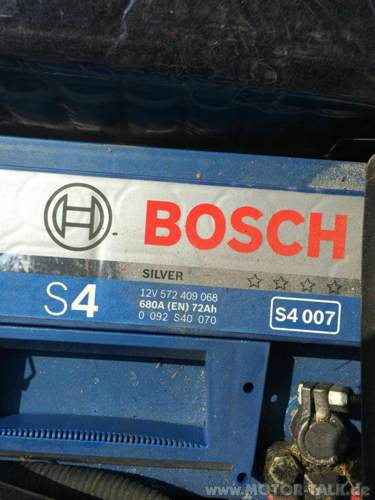 BOSCH
SILVER
S4
12V 572 409 068
680A (EN) 72Ah
0 092 S40 070
S4 007
MOTOR-TALK.de